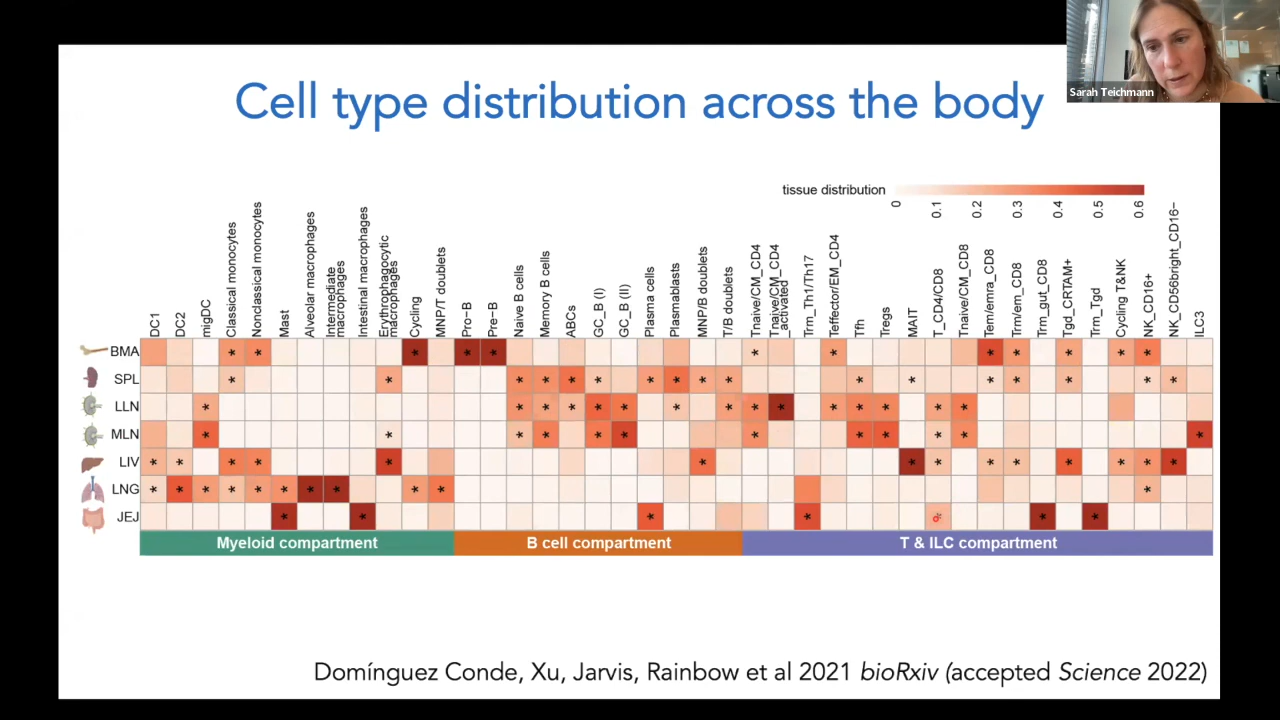 Sarah Teichmann
Cell type distribution across the body
tissue distribution
0
0.1
0.2
0.3
0.4
0.5
0.6
DC1
DC2
migDC
Classical monocytes
Nonclassical monocytes
Mast
Alveolar macrophages
Intermediate
macrophages
Intestinal macrophages
Erythrophagocytic
macrophages
Cycling
MNP/T doublets
Pro−B
Pre−B
Naive B cells
Memory B cells
ABCs
GC_B (I)
GC_B (II)
Plasma cells
Plasmablasts
MNP/B doublets
T/B doublets
Tnaive/CM_CD4
Tnaive/CM_CD4
_activated
Trm_Th1/Th17
Teffector/EM_CD4
Tfh
Tregs
MAIT
T_CD4/CD8
Tnaive/CM_CD8
Tem/emra_CD8
Trm/em_CD8
Trm_gut_CD8
Tgd_CRTAM+
Trm_Tgd
Cycling T&NK
NK_CD16+
NK_CD56bright_CD16−
ILC3
BMA
SPL
LLN
MLN
LIV
LNG
JEJ
Myeloid compartment
B cell compartment
T & ILC compartment
Domínguez Conde, Xu, Jarvis, Rainbow et al 2021 bioRxiv (accepted Science 2022)